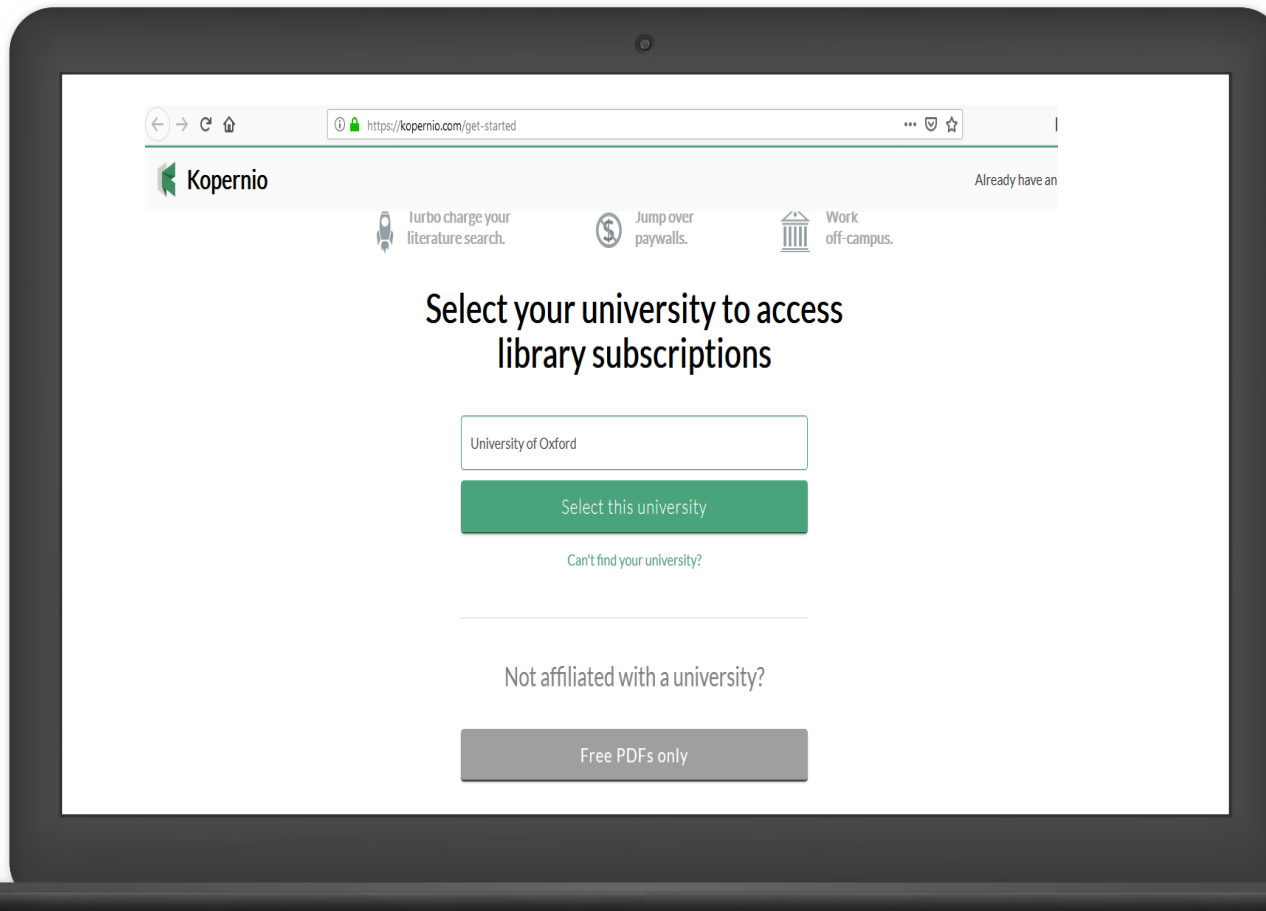 https://kopernio.com/get-started
Kopernio
Already have an
Turbo charge your
literature search.
Jump over
paywalls.
Work
off-campus.
Select your university to access
library subscriptions
University of Oxford
Select this university
Can't find your university?
Not affiliated with a university?
Free PDFs only